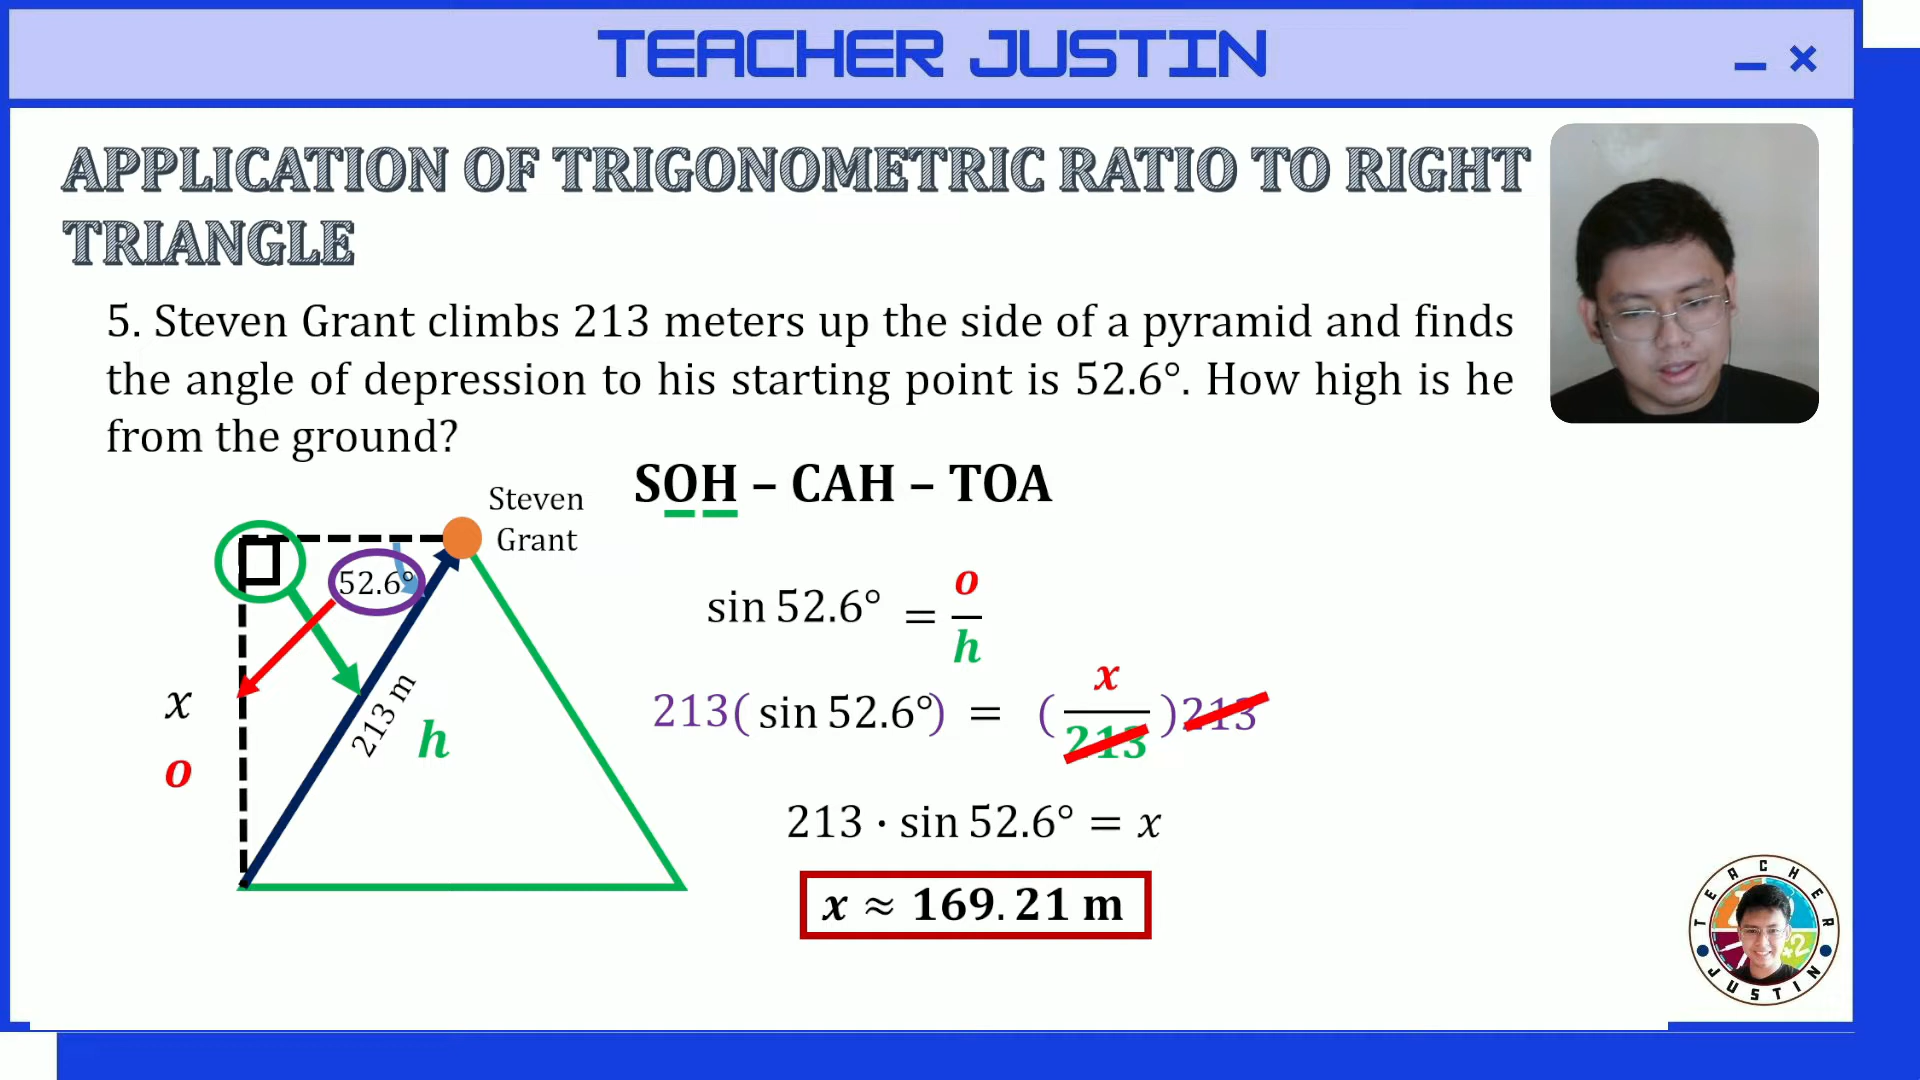 TEACHER JUSTIN
APPLICATION OF TRIGONOMETRIC RATIO TO RIGHT
TRIANGLE
5. Steven Grant climbs 213 meters up the side of a pyramid and finds
the angle of depression to his starting point is 52.6°. How high is he
from the ground?
SOH – CAH – TOA
Steven
Grant
52.6°
213 m
x
o
h
sin 52.6° = o/h
213( sin 52.6°) = ( x/213 )213
213 · sin 52.6° = x
x ≈ 169.21 m
TEACHER
JUSTIN